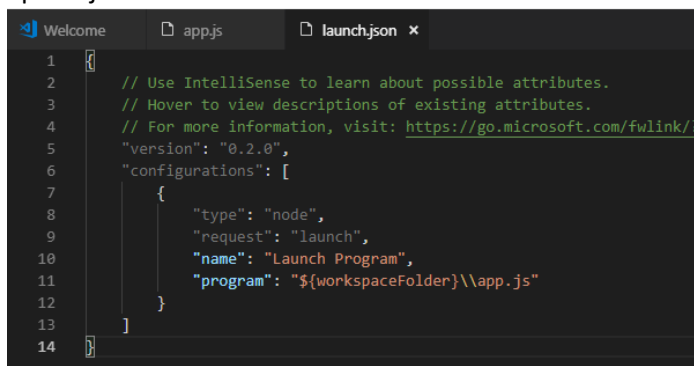 Welcome app.js launch.json ×
1 {
2 // Use IntelliSense to learn about possible attributes.
3 // Hover to view descriptions of existing attributes.
4 // For more information, visit: https://go.microsoft.com/fwlink/
5 "version": "0.2.0",
6 "configurations": [
7 {
8 "type": "node",
9 "request": "launch",
10 "name": "Launch Program",
11 "program": "${workspaceFolder}\\app.js"
12 }
13 ]
14 }